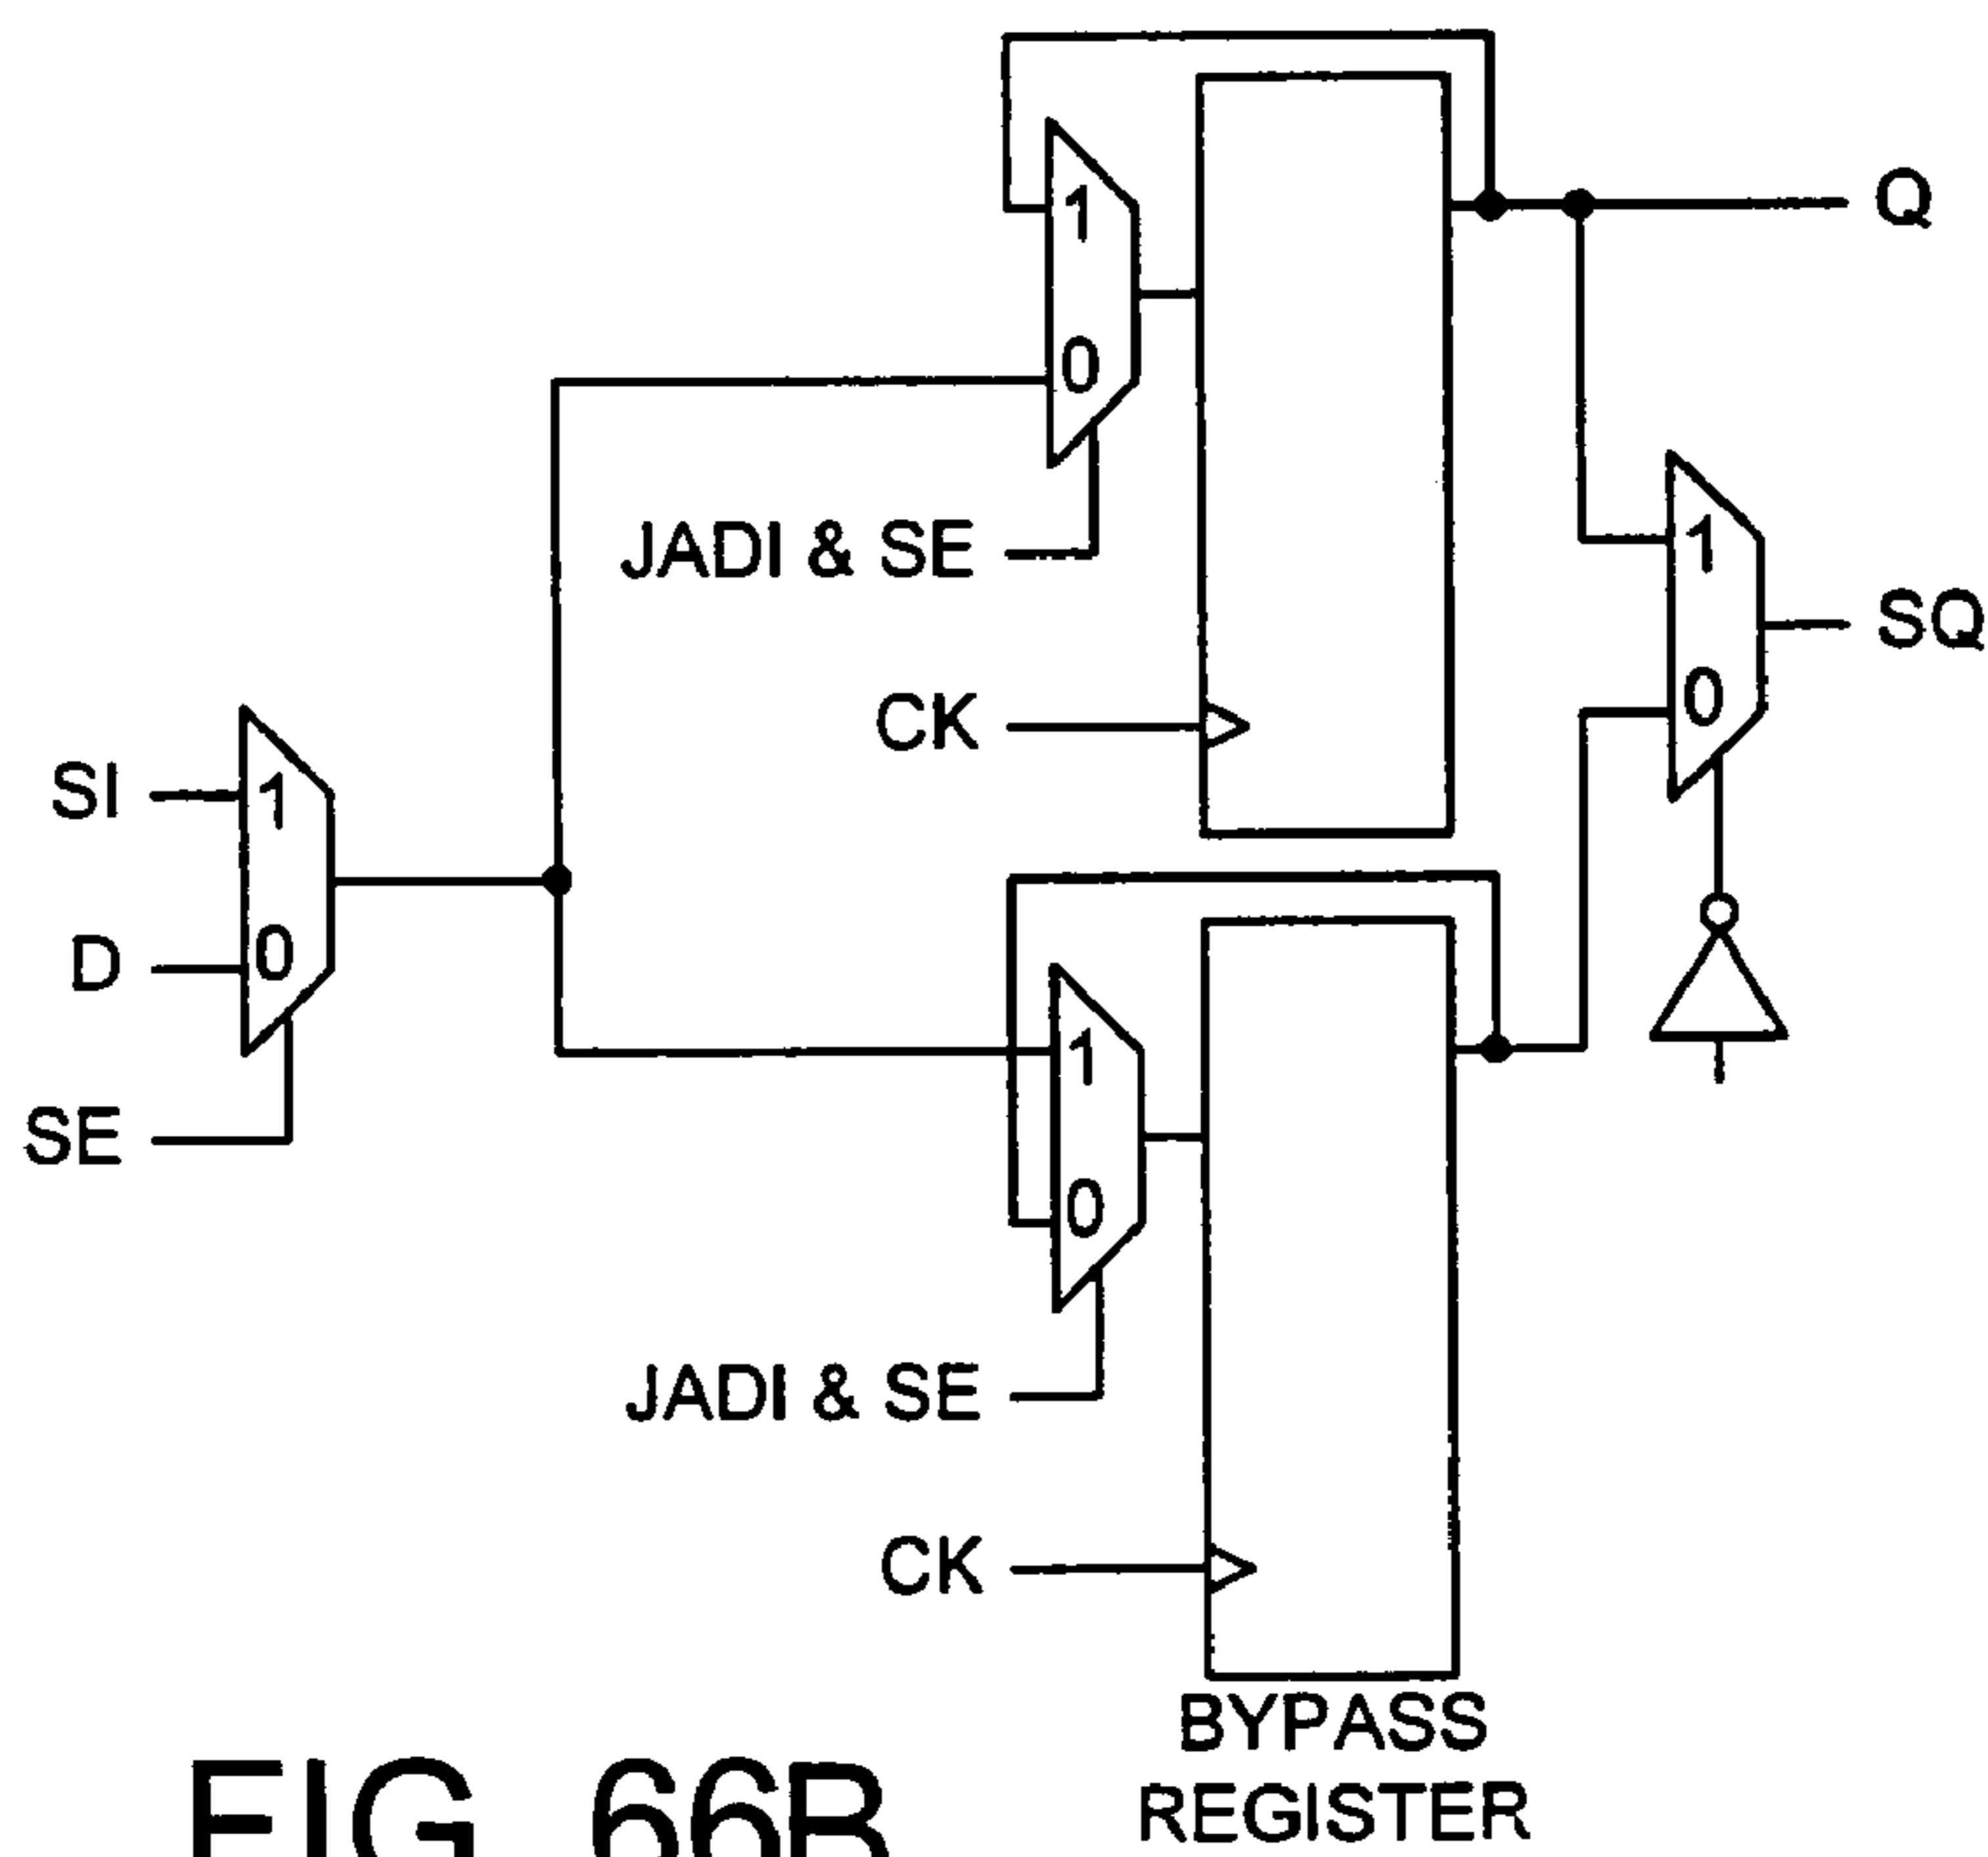 Q
1
0
JADI & SE
1
SQ
CK
0
SI
1
D
0
1
SE
0
JADI & SE
CK
BYPASS
REGISTER
FIG. 66B